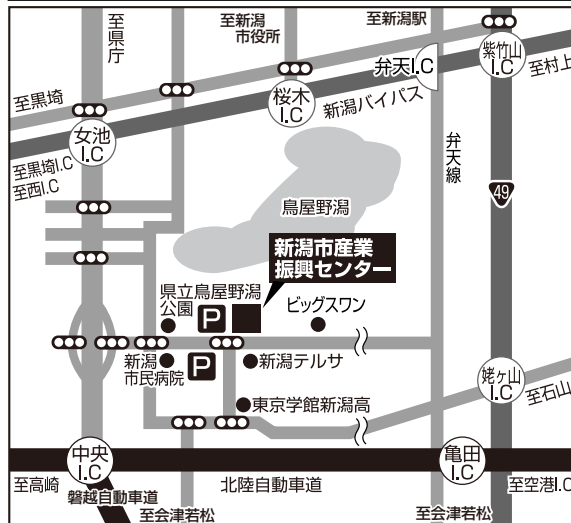 至県庁
至新潟
市役所
至新潟駅
紫竹山
I.C
弁天I.C
至村上
至黒埼
桜木
I.C
新潟バイパス
女池
I.C
至黒埼I.C
至西I.C
弁天線
49
鳥屋野潟
新潟市産業
振興センター
県立鳥屋野潟
公園
P
ビッグスワン
新潟
市民病院
P
新潟テルサ
姥ヶ山
I.C
至石山
東京学館新潟高
中央
I.C
亀田
I.C
至高崎
北陸自動車道
至空港I.C
磐越自動車道
至会津若松
至会津若松